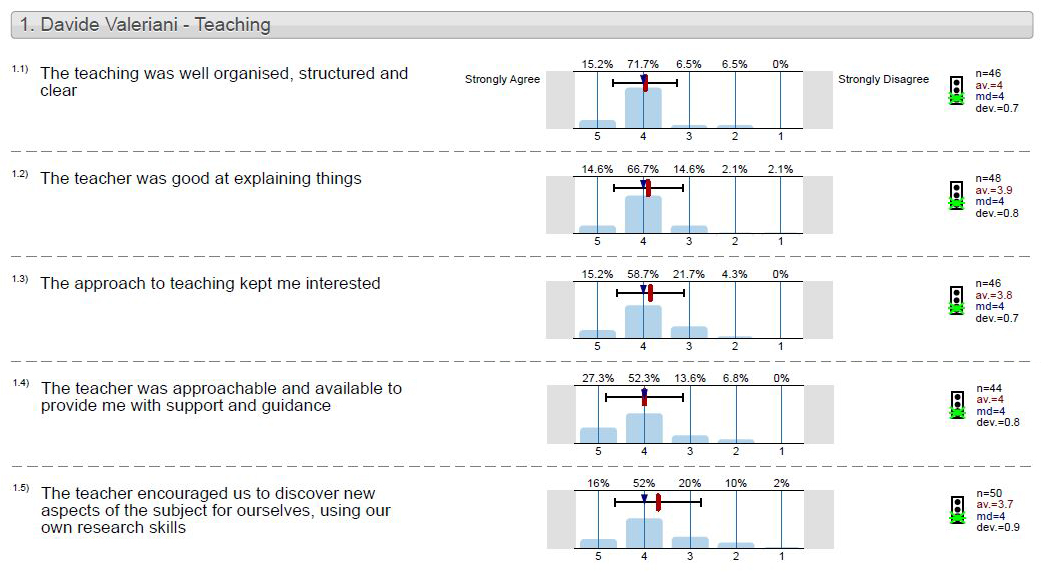 1. Davide Valeriani - Teaching
1.1) The teaching was well organised, structured and
clear
Strongly Agree
15.2% 71.7% 6.5% 6.5% 0%
5 4 3 2 1
Strongly Disagree
n=46
av.=4
md=4
dev.=0.7
1.2) The teacher was good at explaining things
14.6% 66.7% 14.6% 2.1% 2.1%
5 4 3 2 1
n=48
av.=3.9
md=4
dev.=0.8
1.3) The approach to teaching kept me interested
15.2% 58.7% 21.7% 4.3% 0%
5 4 3 2 1
n=46
av.=3.8
md=4
dev.=0.7
1.4) The teacher was approachable and available to
provide me with support and guidance
27.3% 52.3% 13.6% 6.8% 0%
5 4 3 2 1
n=44
av.=4
md=4
dev.=0.8
1.5) The teacher encouraged us to discover new
aspects of the subject for ourselves, using our
own research skills
16% 52% 20% 10% 2%
5 4 3 2 1
n=50
av.=3.7
md=4
dev.=0.9